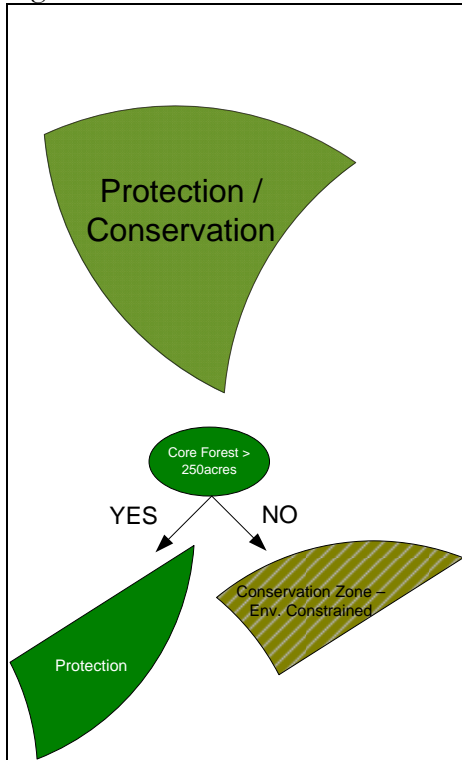 Protection /
Conservation
Core Forest >
250acres
YES
NO
Conservation Zone –
Env. Constrained
Protection